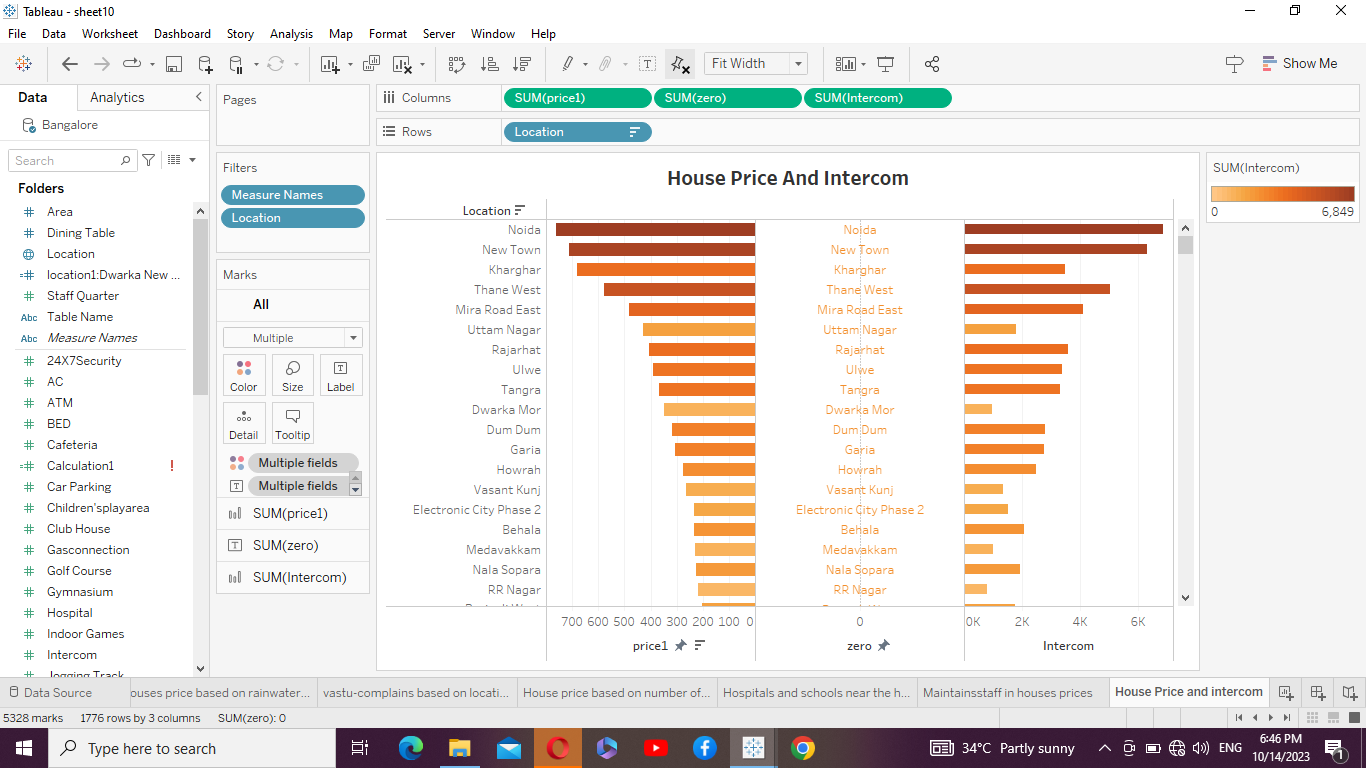 Tableau - sheet10
File Data Worksheet Dashboard Story Analysis Map Format Server Window Help
Fit Width
Show Me
Data Analytics
Bangalore
Search
Folders
Area
Dining Table
Location
location1:Dwarka New ...
Staff Quarter
Abc Table Name
Abc Measure Names
24X7Security
AC
ATM
BED
Cafeteria
Calculation1 !
Car Parking
Children'splayarea
Club House
Gasconnection
Golf Course
Gymnasium
Hospital
Indoor Games
Intercom
Jogging Track
Pages
Filters
Measure Names
Location
Marks
All
Multiple
Color Size Label
Detail Tooltip
Multiple fields
Multiple fields
SUM(price1)
SUM(zero)
SUM(Intercom)
Columns SUM(price1) SUM(zero) SUM(Intercom)
Rows Location
House Price And Intercom
Location
Noida Noida
New Town New Town
Kharghar Kharghar
Thane West Thane West
Mira Road East Mira Road East
Uttam Nagar Uttam Nagar
Rajarhat Rajarhat
Ulwe Ulwe
Tangra Tangra
Dwarka Mor Dwarka Mor
Dum Dum Dum Dum
Garia Garia
Howrah Howrah
Vasant Kunj Vasant Kunj
Electronic City Phase 2 Electronic City Phase 2
Behala Behala
Medavakkam Medavakkam
Nala Sopara Nala Sopara
RR Nagar RR Nagar
700 600 500 400 300 200 100 0 0 0K 2K 4K 6K
price1 zero Intercom
SUM(Intercom)
0 6,849
Data Source ouses price based on rainwater... vastu-complains based on locati... House price based on number of... Hospitals and schools near the h... Maintainsstaff in houses prices House Price and intercom
5328 marks 1776 rows by 3 columns SUM(zero): 0
Type here to search
34°C Partly sunny
ENG
6:46 PM
10/14/2023
1